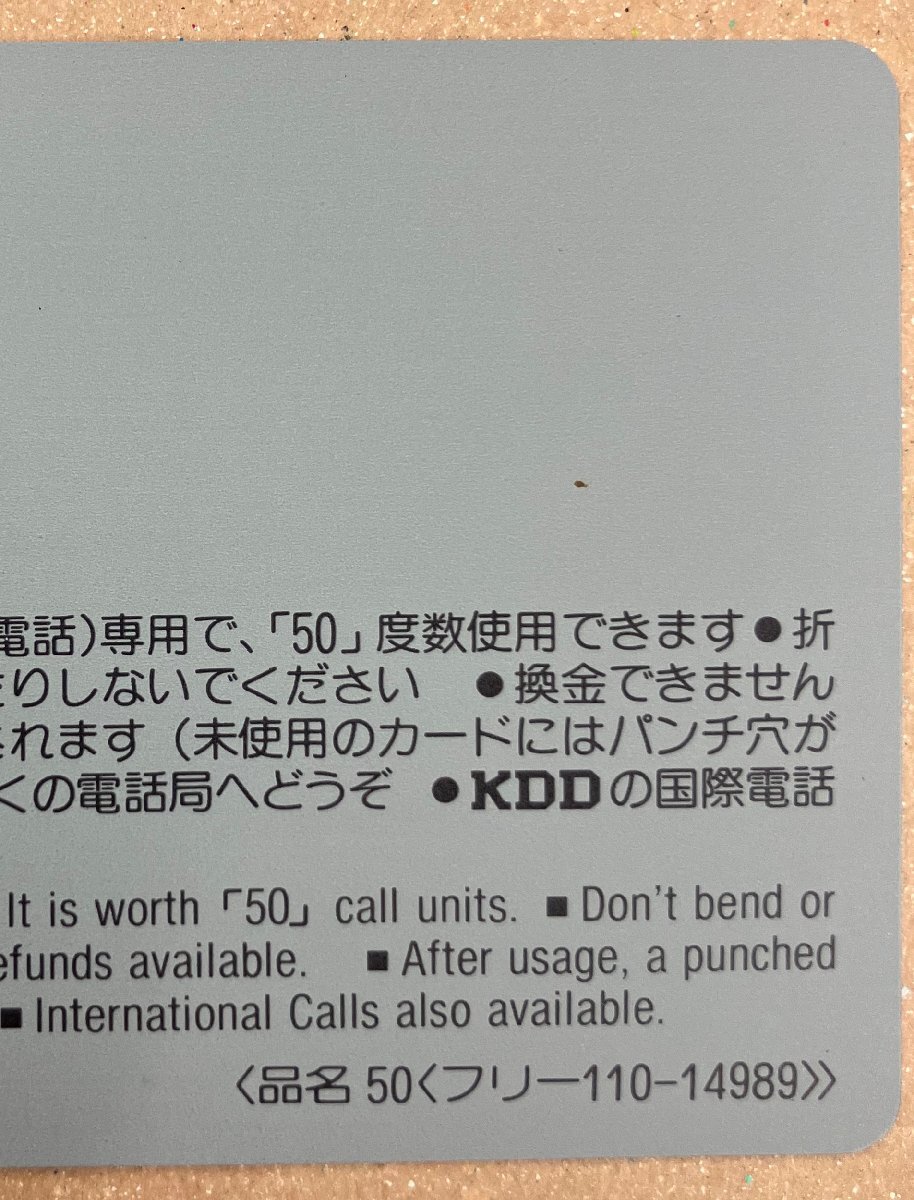 電話)専用で、「50」度数使用できます●折
りしないでください ●換金できません
れます（未使用のカードにはパンチ穴が
くの電話局へどうぞ ●KDDの国際電話
It is worth「50」call units. ■Don't bend or
efunds available. ■After usage, a punched
■International Calls also available.
〈品名 50〈フリー110-14989〉〉